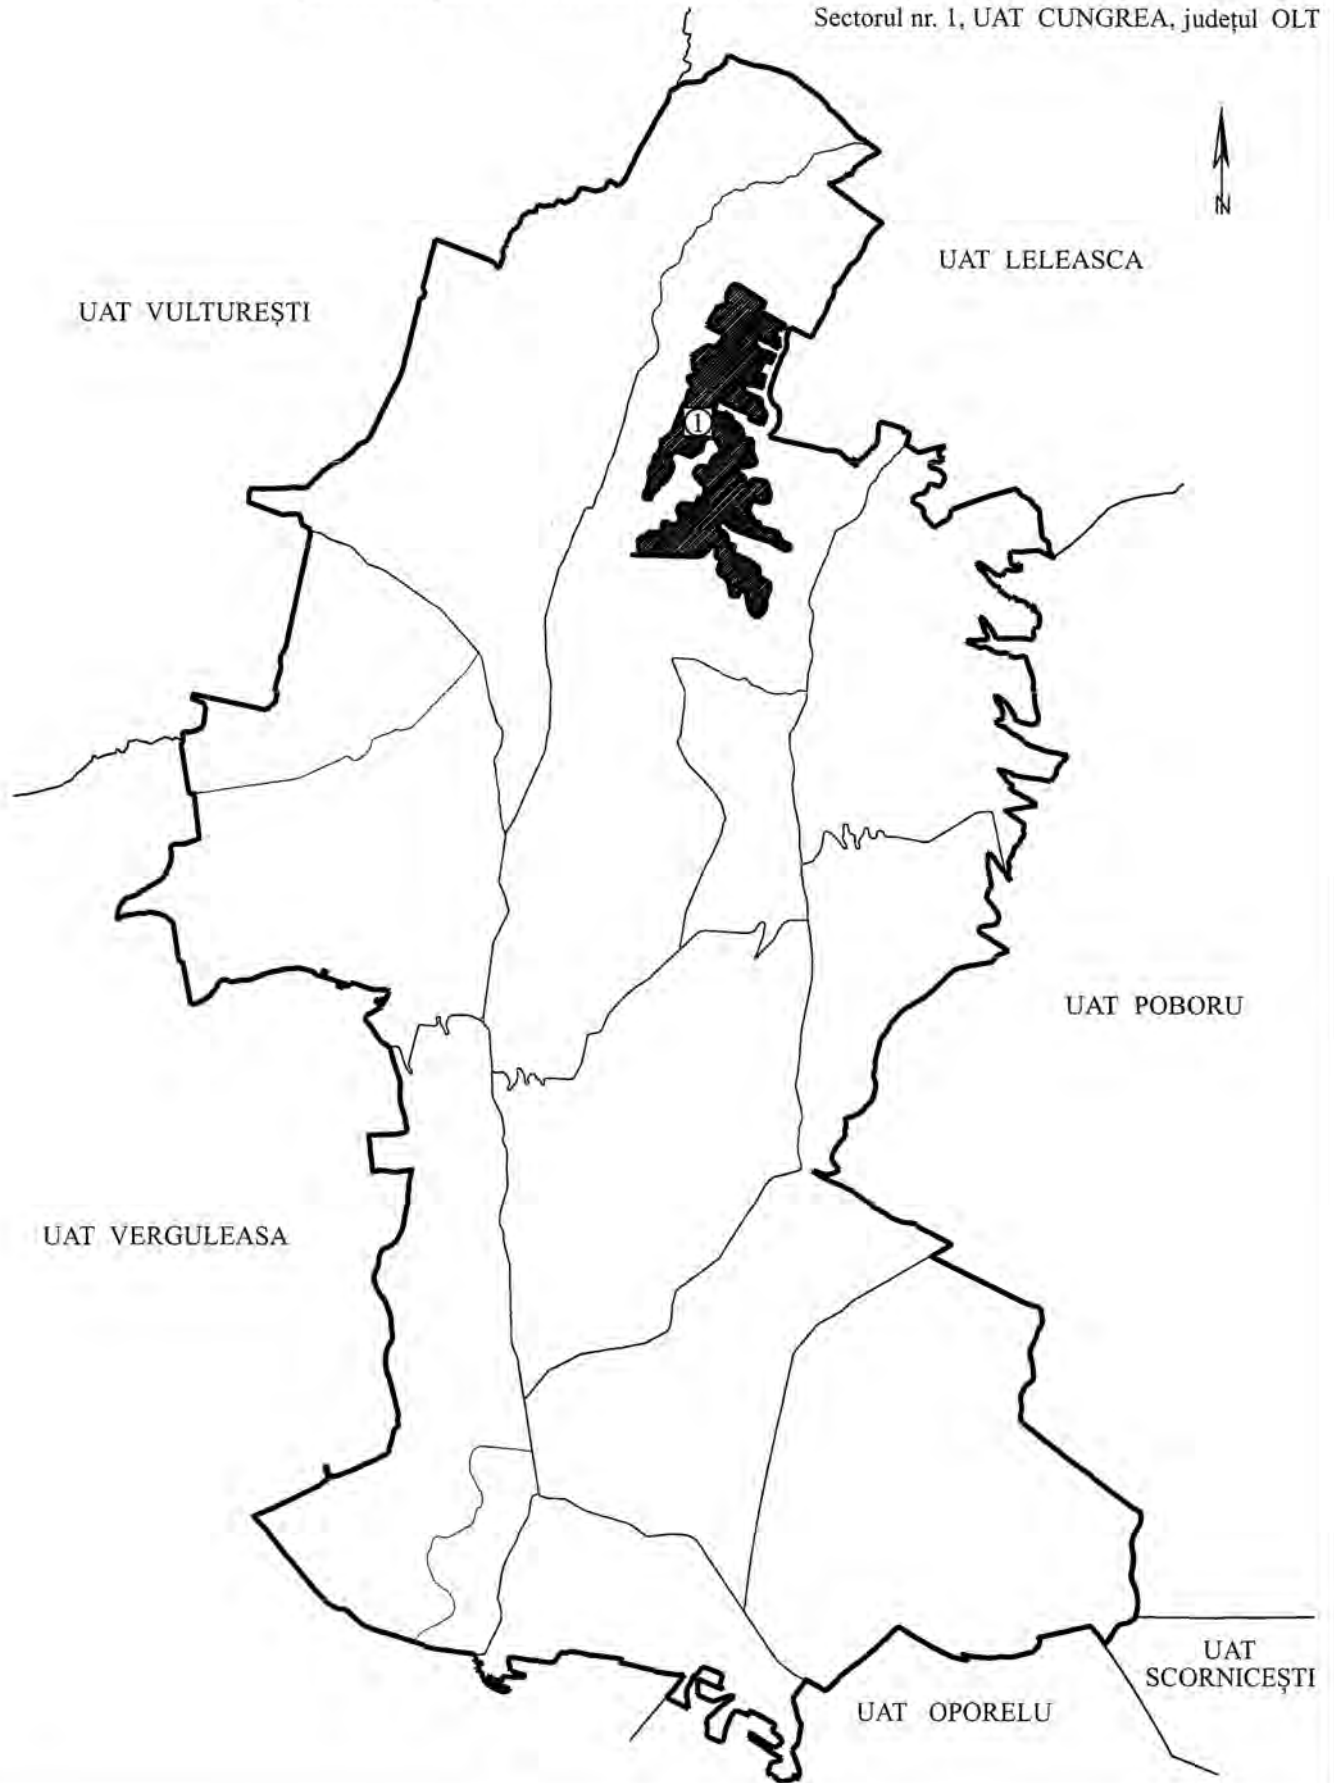 Sectorul nr. 1, UAT CUNGREA, județul OLT
N
UAT LELEASCA
UAT VULTUREȘTI
1
UAT POBORU
UAT VERGULEASA
UAT
SCORNICEȘTI
UAT OPORELU